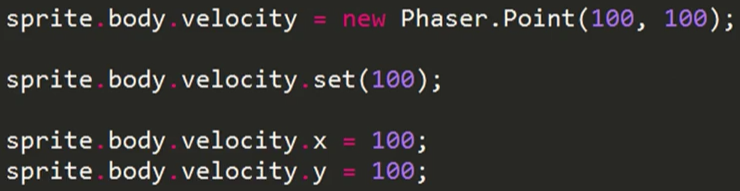 sprite.body.velocity = new Phaser.Point(100, 100);
sprite.body.velocity.set(100);
sprite.body.velocity.x = 100;
sprite.body.velocity.y = 100;